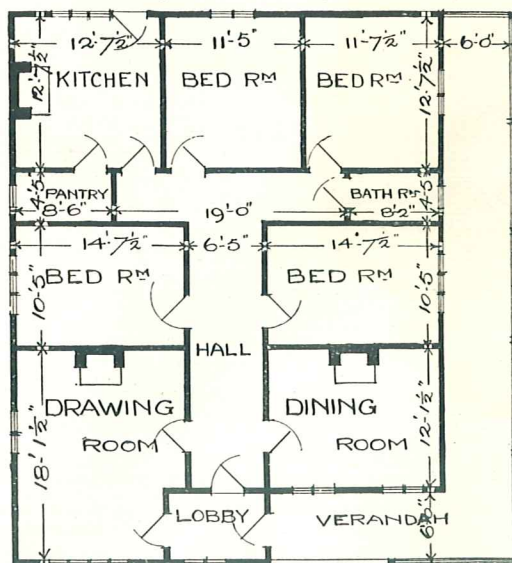 12'·7½"
11'·5"
11'·7½"
6'·0"
KITCHEN
BED Rᴹ
BED Rᴹ
12'·7½"
12'·7½"
PANTRY
BATH Rᴹ
4'·5"
4'·5"
8'·6"
19'·0"
8'·2"
14'·7½"
6'·5"
14'·7½"
BED Rᴹ
BED Rᴹ
10'·5"
10'·5"
HALL
DRAWING
ROOM
DINING
ROOM
18'·1½"
12'·1½"
LOBBY
VERANDAH
6'·0"